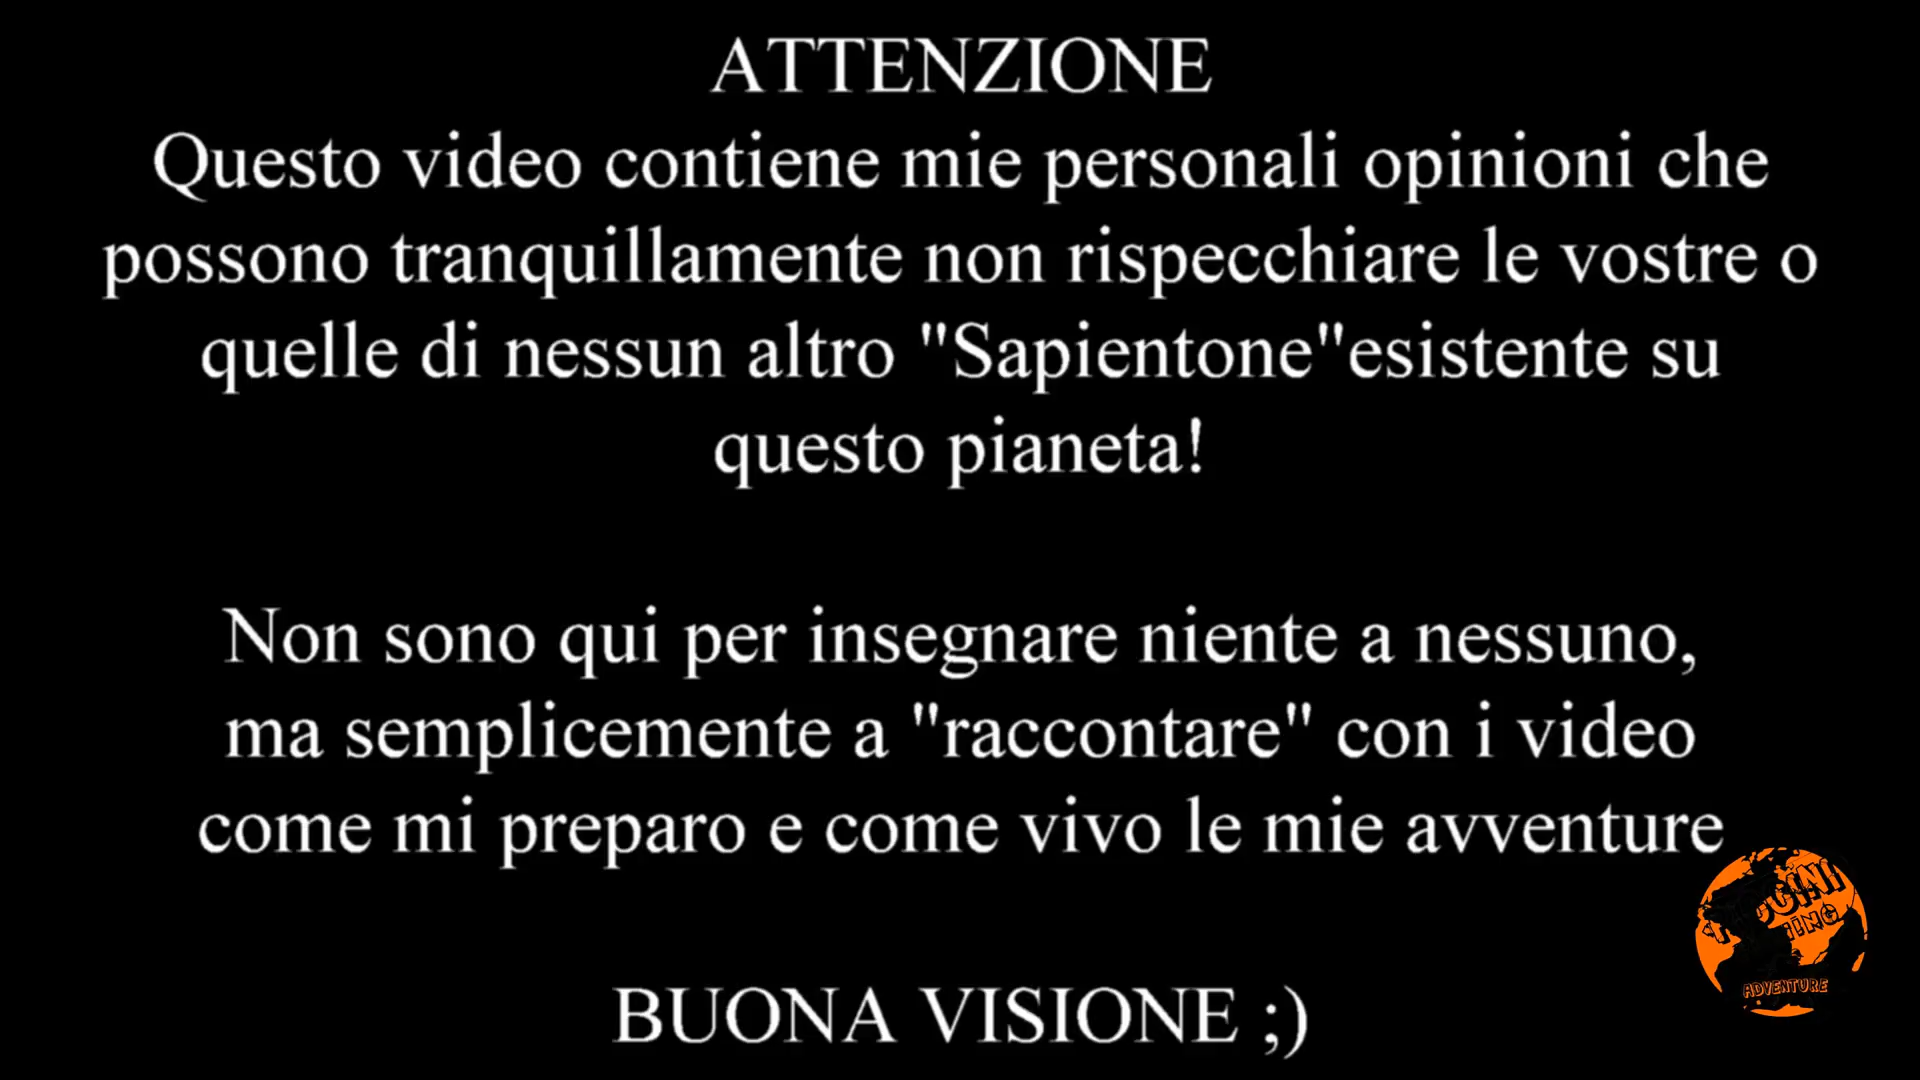 ATTENZIONE
Questo video contiene mie personali opinioni che
possono tranquillamente non rispecchiare le vostre o
quelle di nessun altro "Sapientone"esistente su
questo pianeta!
Non sono qui per insegnare niente a nessuno,
ma semplicemente a "raccontare" con i video
come mi preparo e come vivo le mie avventure
BUONA VISIONE ;)
ADVENTURE